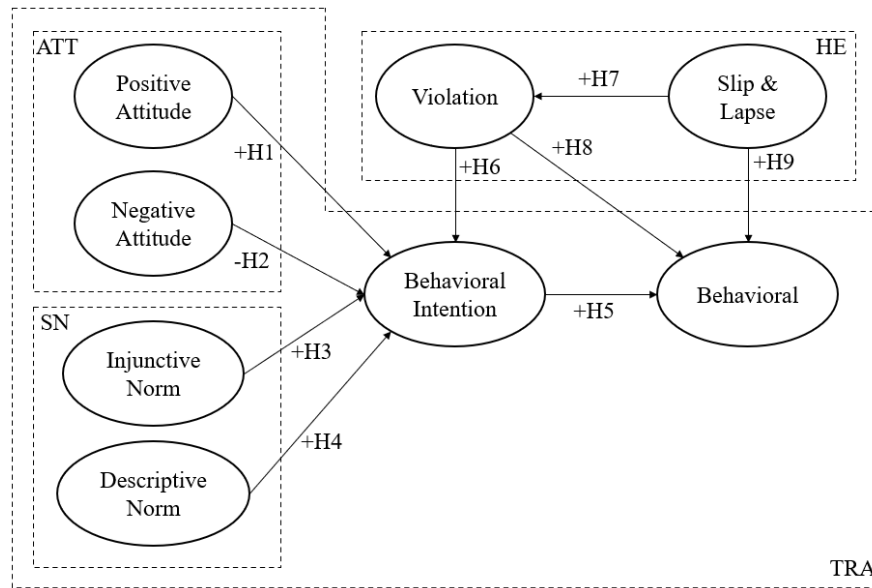 ATT
Positive
Attitude
+H1
Negative
Attitude
-H2
SN
Injunctive
Norm
+H3
Descriptive
Norm
+H4
HE
Violation
+H7
Slip &
Lapse
+H6
+H8
+H9
Behavioral
Intention
+H5
Behavioral
TRA